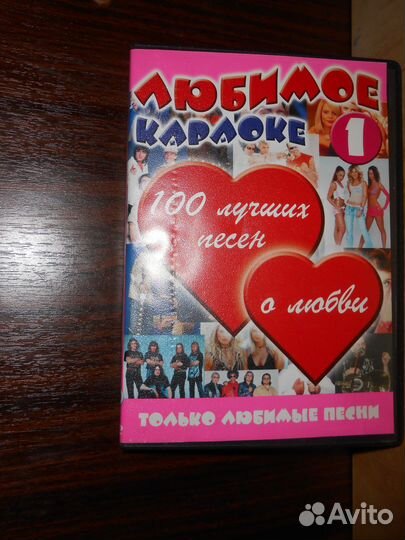 ЛЮБИМОЕ
КАРАОКЕ
1
100 лучших
песен
о любви
ТОЛЬКО ЛЮБИМЫЕ ПЕСНИ
Avito